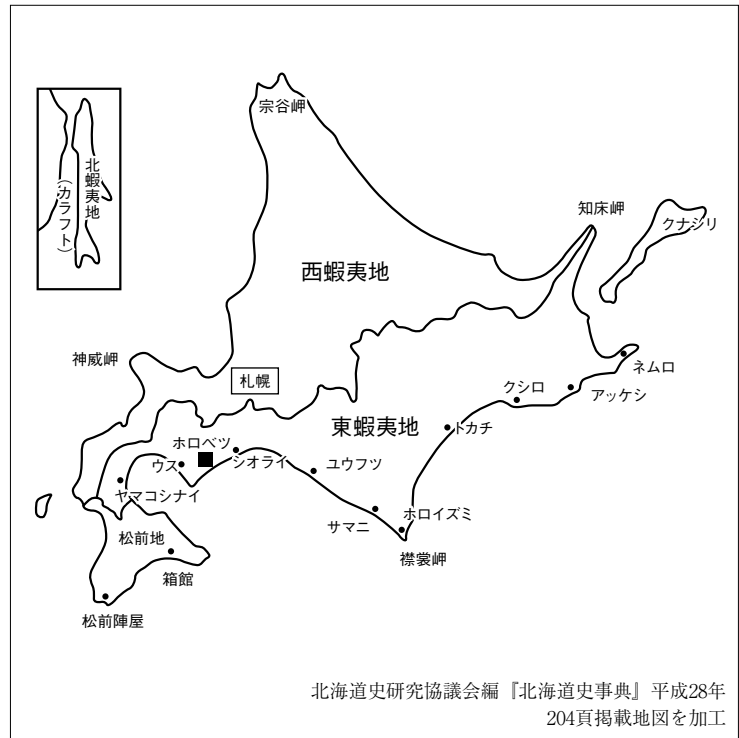 宗谷岬
北蝦夷地
(カラフト)
知床岬
クナシリ
西蝦夷地
神威岬
札幌
ネムロ
クシロ
アッケシ
東蝦夷地
トカチ
ホロベツ
ウス
シオライ
ユウフツ
ヤマコシナイ
サマニ
ホロイズミ
襟裳岬
松前地
箱館
松前陣屋
北海道史研究協議会編『北海道史事典』平成28年
204頁掲載地図を加工